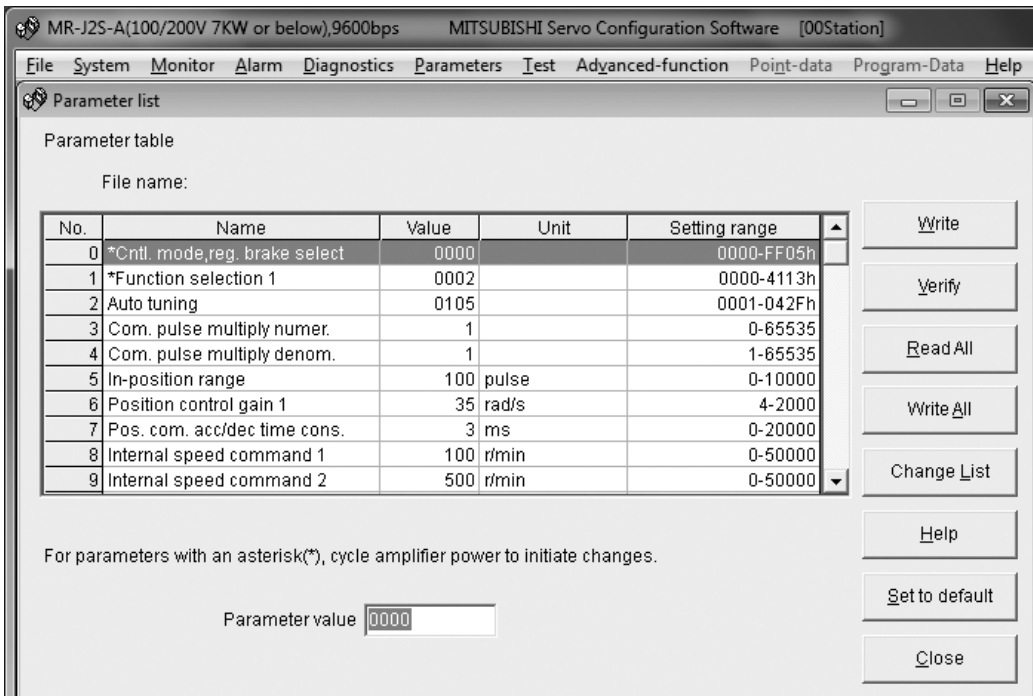 MR-J2S-A(100/200V 7KW or below),9600bps MITSUBISHI Servo Configuration Software [00Station]
File System Monitor Alarm Diagnostics Parameters Test Advanced-function Point-data Program-Data Help
Parameter list
Parameter table
File name:
No. Name Value Unit Setting range
0 *Cntl. mode,reg. brake select 0000 0000-FF05h
1 *Function selection 1 0002 0000-4113h
2 Auto tuning 0105 0001-042Fh
3 Com. pulse multiply numer. 1 0-65535
4 Com. pulse multiply denom. 1 1-65535
5 In-position range 100 pulse 0-10000
6 Position control gain 1 35 rad/s 4-2000
7 Pos. com. acc/dec time cons. 3 ms 0-20000
8 Internal speed command 1 100 r/min 0-50000
9 Internal speed command 2 500 r/min 0-50000
Write
Verify
Read All
Write All
Change List
Help
Set to default
Close
For parameters with an asterisk(*), cycle amplifier power to initiate changes.
Parameter value 0000